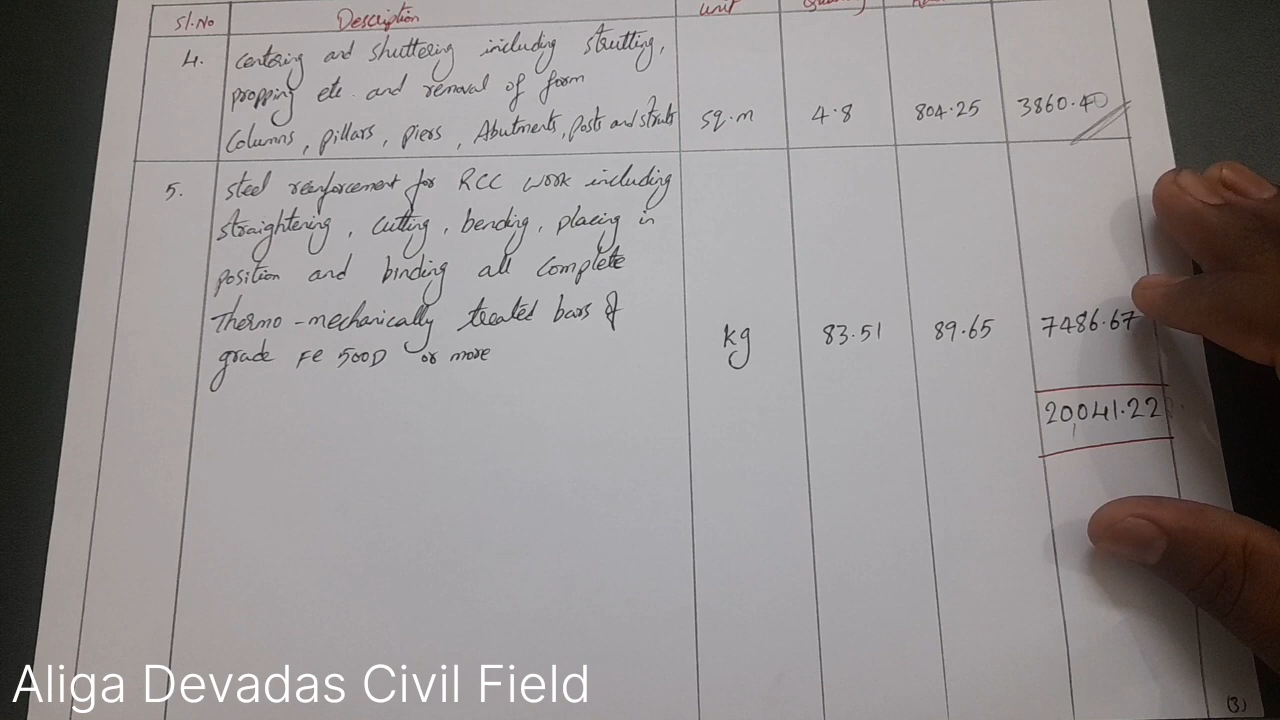 Sl.No Description unit
4. centering and shuttering including strutting,
propping etc. and removal of form
Columns, pillars, piers, Abutments, posts and struts sq.m 4.8 804.25 3860.40
5. steel reinforcement for RCC work including
straightening, cutting, bending, placing in
position and binding all complete
Thermo-mechanically treated bars of
grade Fe 500D or more kg 83.51 89.65 7486.67
20,041.22
Aliga Devadas Civil Field
(3)